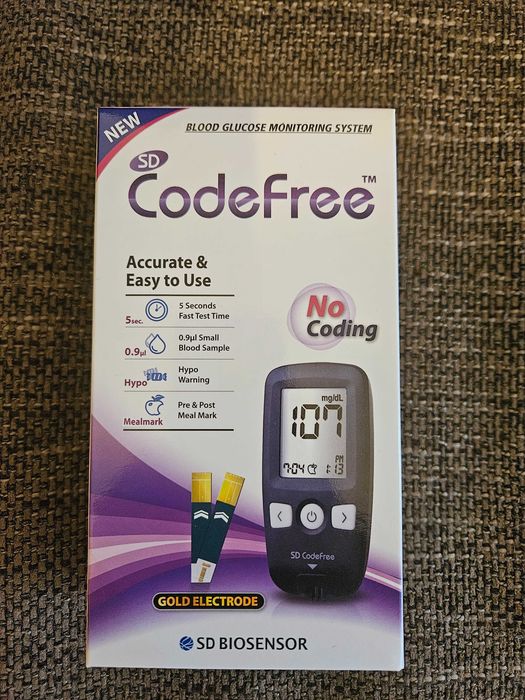 NEW
BLOOD GLUCOSE MONITORING SYSTEM
SD
CodeFree™
Accurate &
Easy to Use
5sec.
5 Seconds
Fast Test Time
0.9µl
0.9µl Small
Blood Sample
Hypo
Hypo
Warning
Mealmark
Pre & Post
Meal Mark
No
Coding
mg/dL
107
PM
7-04 1:13
SD CodeFree
GOLD ELECTRODE
SD BIOSENSOR